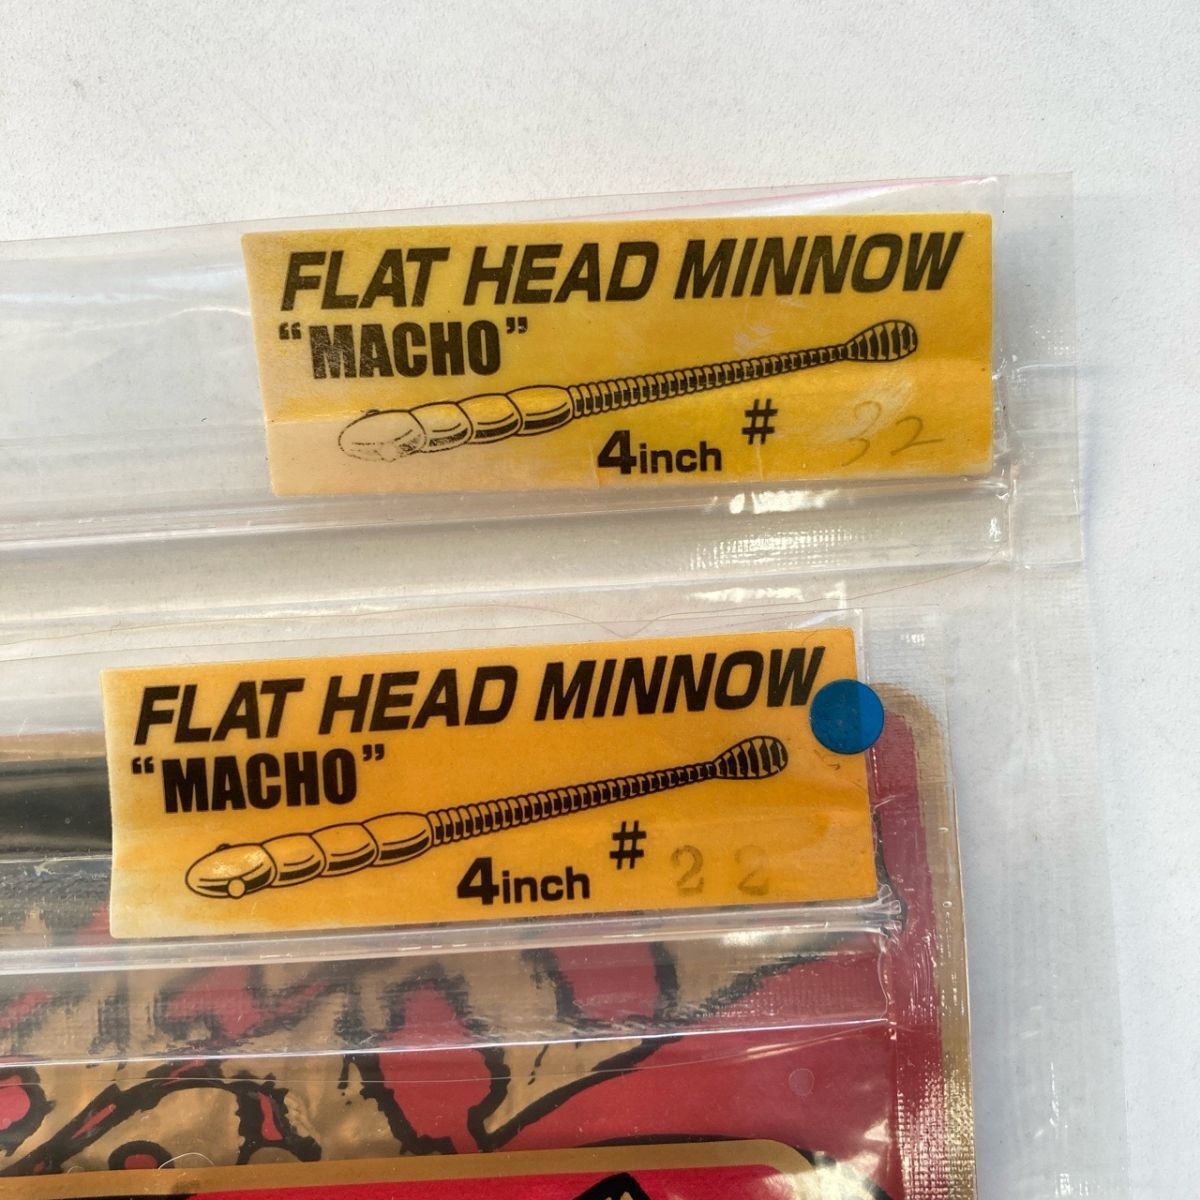 FLAT HEAD MINNOW
"MACHO"
4inch # 32
FLAT HEAD MINNOW
"MACHO"
4inch # 22